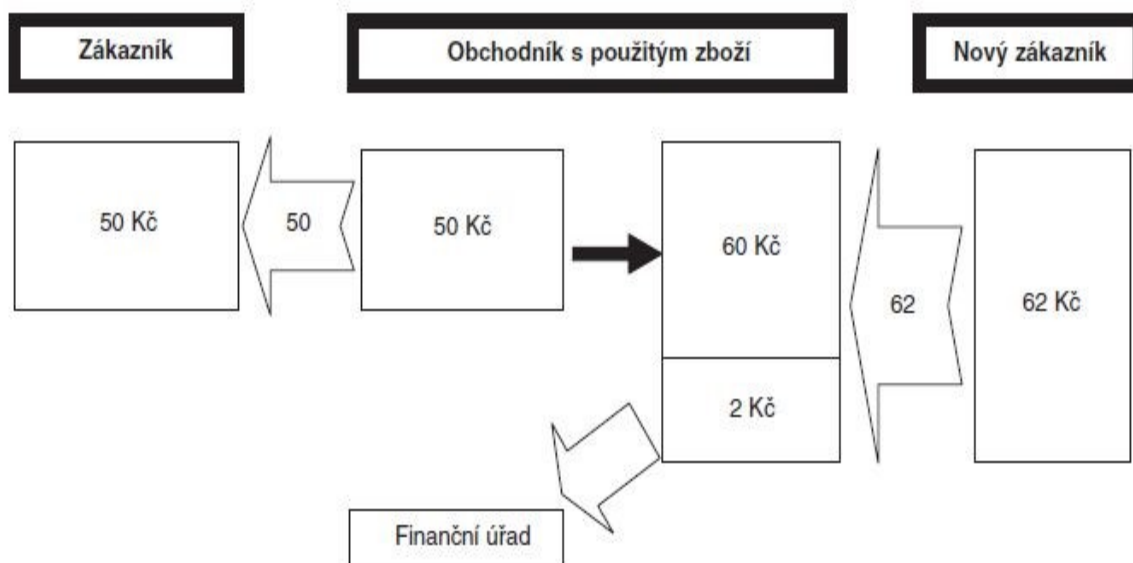 Zákazník
Obchodník s použitým zboží
Nový zákazník
50 Kč
50
50 Kč
60 Kč
62
62 Kč
2 Kč
Finanční úřad